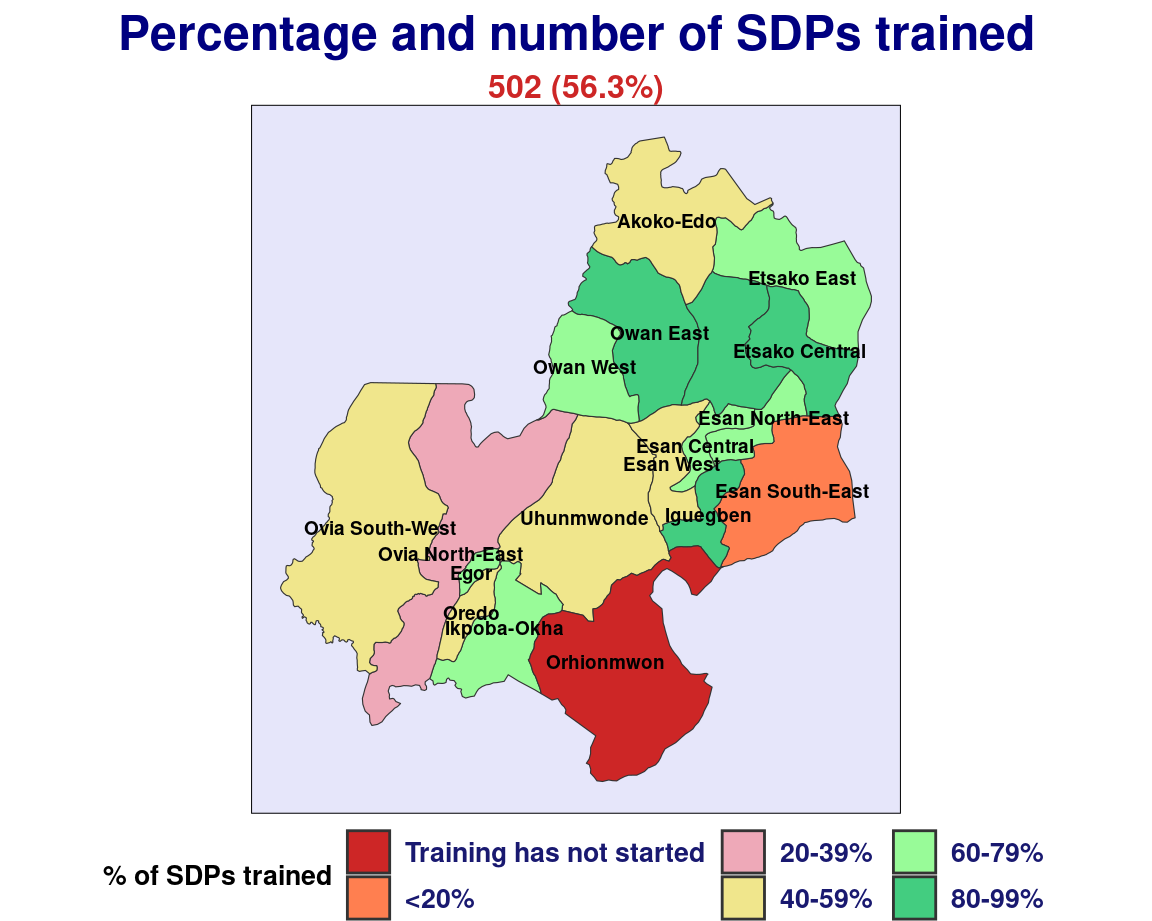 Percentage and number of SDPs trained
502 (56.3%)
Akoko-Edo
Etsako East
Owan East
Etsako Central
Owan West
Esan North-East
Esan Central
Esan West
Esan South-East
Iguegben
Uhunmwonde
Ovia South-West
Ovia North-East
Egor
Oredo
Ikpoba-Okha
Orhionmwon
% of SDPs trained
Training has not started
<20%
20-39%
40-59%
60-79%
80-99%